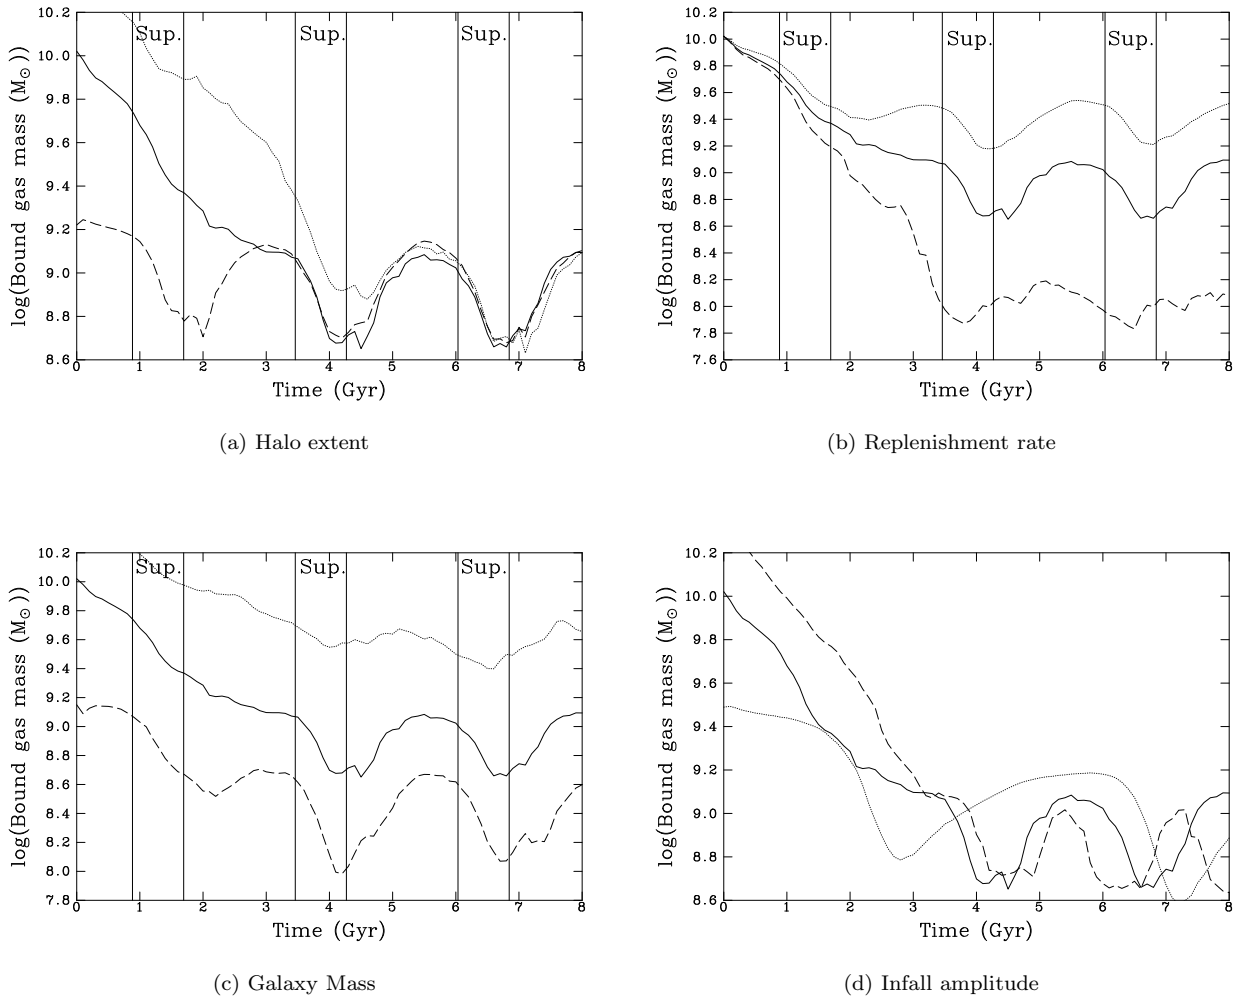 log(Bound gas mass (M⊙))
10.2
10.0
9.8
9.6
9.4
9.2
9.0
8.8
8.6
Sup.
Sup.
Sup.
0 1 2 3 4 5 6 7 8
Time (Gyr)
(a) Halo extent
log(Bound gas mass (M⊙))
10.2
10.0
9.8
9.6
9.4
9.2
9.0
8.8
8.6
8.4
8.2
8.0
7.8
7.6
Sup.
Sup.
Sup.
0 1 2 3 4 5 6 7 8
Time (Gyr)
(b) Replenishment rate
log(Bound gas mass (M⊙))
10.2
10.0
9.8
9.6
9.4
9.2
9.0
8.8
8.6
8.4
8.2
8.0
7.8
Sup.
Sup.
Sup.
0 1 2 3 4 5 6 7 8
Time (Gyr)
(c) Galaxy Mass
log(Bound gas mass (M⊙))
10.2
10.0
9.8
9.6
9.4
9.2
9.0
8.8
8.6
0 1 2 3 4 5 6 7 8
Time (Gyr)
(d) Infall amplitude